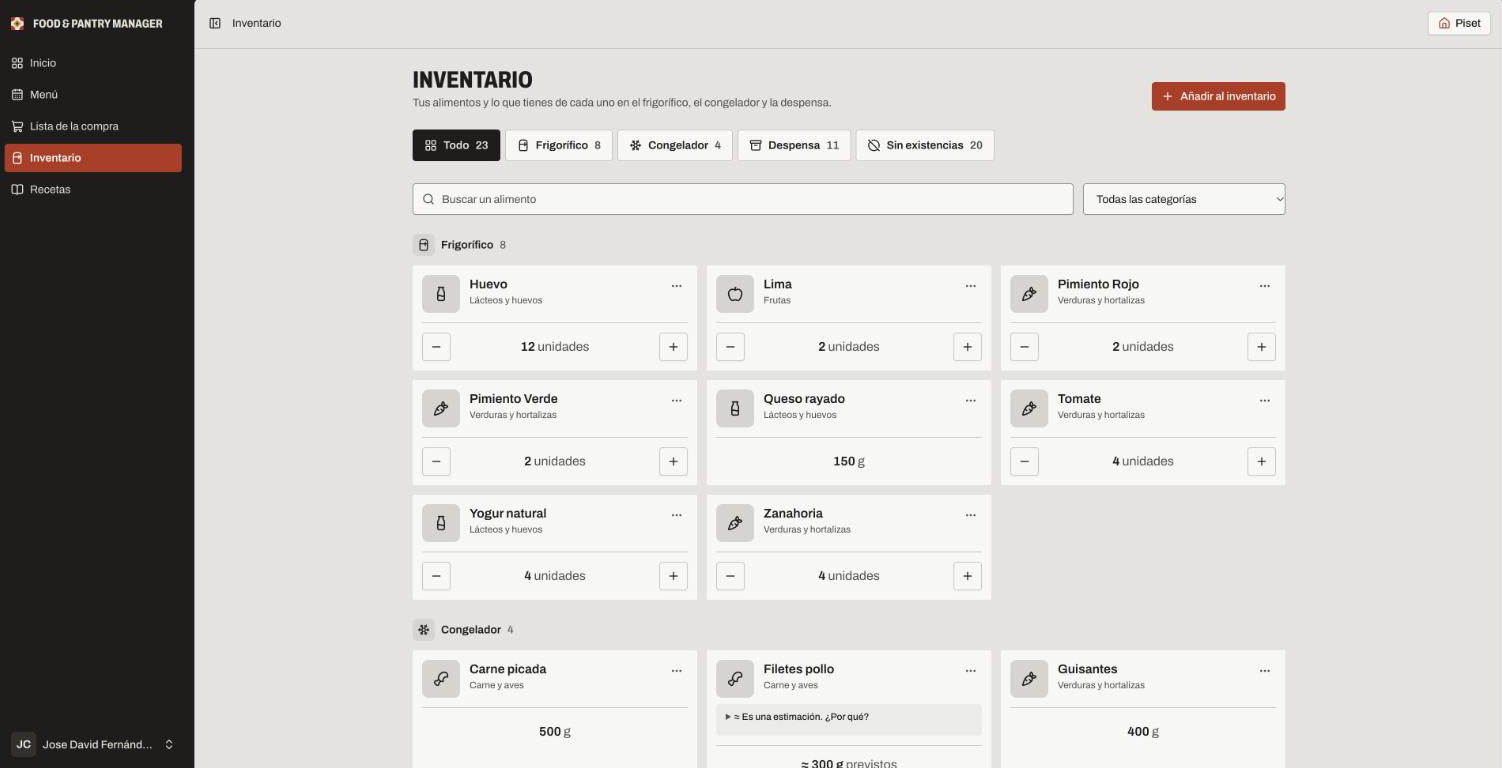 FOOD & PANTRY MANAGER
Inicio
Menú
Lista de la compra
Inventario
Recetas
JC
Jose David Fernánd...
Inventario
Piset
INVENTARIO
Tus alimentos y lo que tienes de cada uno en el frigorífico, el congelador y la despensa.
Añadir al inventario
Todo 23
Frigorífico 8
Congelador 4
Despensa 11
Sin existencias 20
Buscar un alimento
Todas las categorías
Frigorífico 8
Huevo
Lácteos y huevos
12 unidades
Lima
Frutas
2 unidades
Pimiento Rojo
Verduras y hortalizas
2 unidades
Pimiento Verde
Verduras y hortalizas
2 unidades
Queso rayado
Lácteos y huevos
150 g
Tomate
Verduras y hortalizas
4 unidades
Yogur natural
Lácteos y huevos
4 unidades
Zanahoria
Verduras y hortalizas
4 unidades
Congelador 4
Carne picada
Carne y aves
500 g
Filetes pollo
Carne y aves
≈ Es una estimación. ¿Por qué?
≈ 300 g previstos
Guisantes
Verduras y hortalizas
400 g